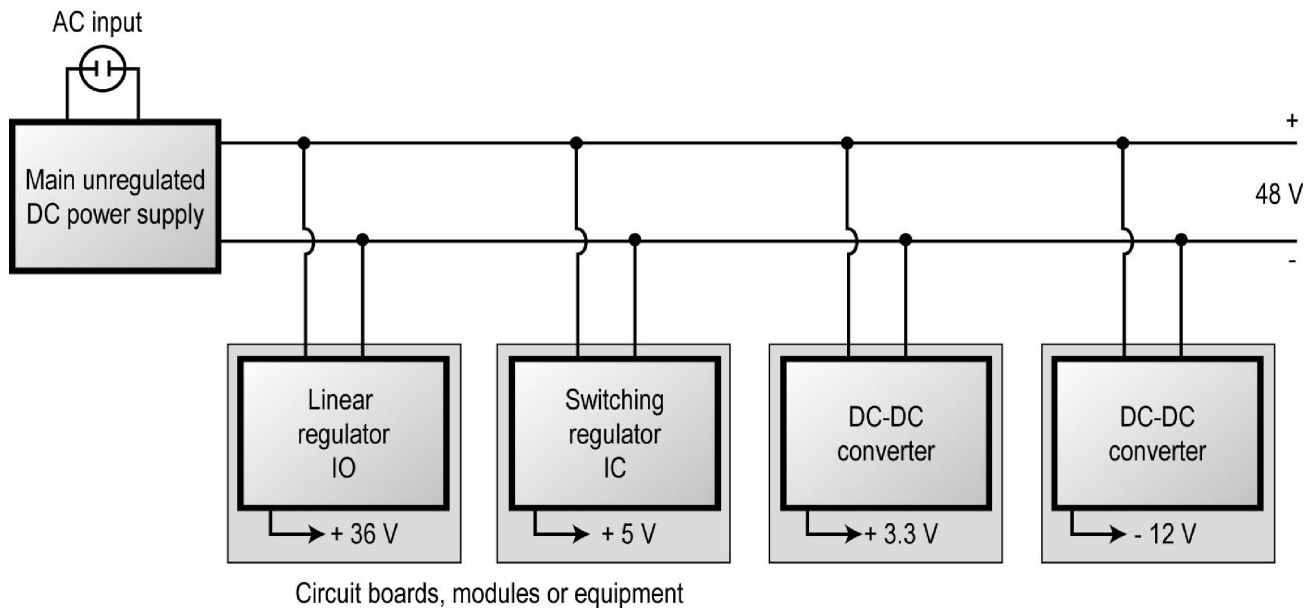 AC input
Main unregulated
DC power supply
+
48 V
-
Linear
regulator
IO
Switching
regulator
IC
DC-DC
converter
DC-DC
converter
+ 36 V
+ 5 V
+ 3.3 V
- 12 V
Circuit boards, modules or equipment